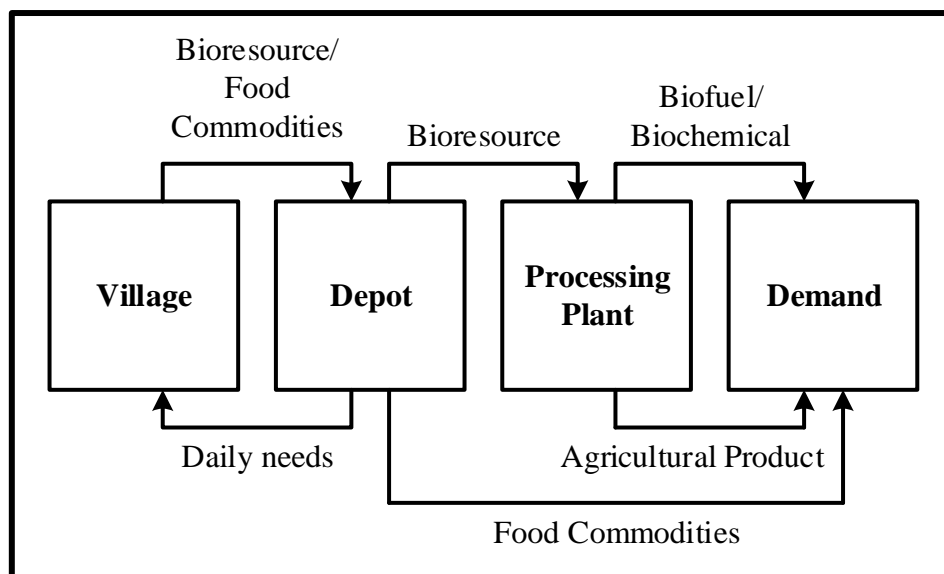 Bioresource/
Food
Commodities
Bioresource
Biofuel/
Biochemical
Village
Depot
Processing
Plant
Demand
Daily needs
Agricultural Product
Food Commodities